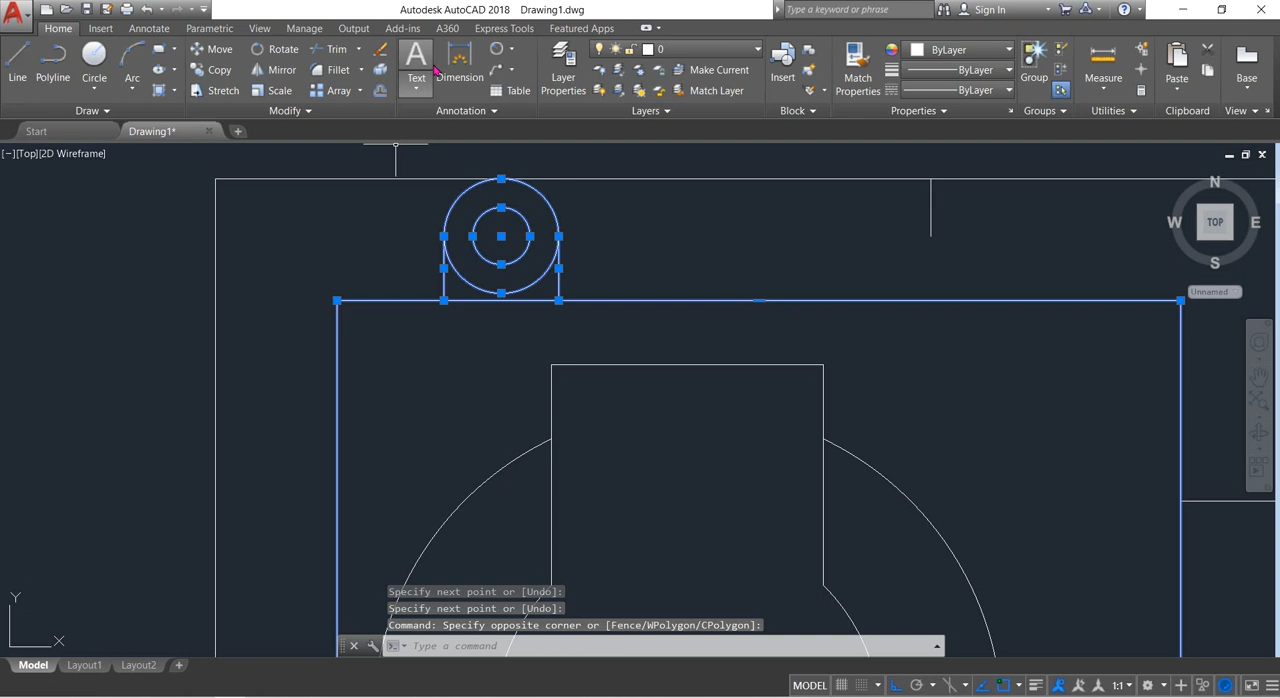 Autodesk AutoCAD 2018 Drawing1.dwg
Type a keyword or phrase
Sign In
Home Insert Annotate Parametric View Manage Output Add-ins A360 Express Tools Featured Apps
Line Polyline Circle Arc
Move Rotate Trim
Copy Mirror Fillet
Stretch Scale Array
Text Dimension Table
Layer Properties
0
Make Current
Match Layer
Insert
Match Properties
ByLayer
ByLayer
ByLayer
Group
Measure
Paste
Base
Draw Modify Annotation Layers Block Properties Groups Utilities Clipboard View
Start Drawing1*
[−][Top][2D Wireframe]
N
W TOP E
S
Unnamed
Specify next point or [Undo]:
Specify next point or [Undo]:
Command: Specify opposite corner or [Fence/WPolygon/CPolygon]:
Type a command
Y
X
Model Layout1 Layout2
MODEL 1:1